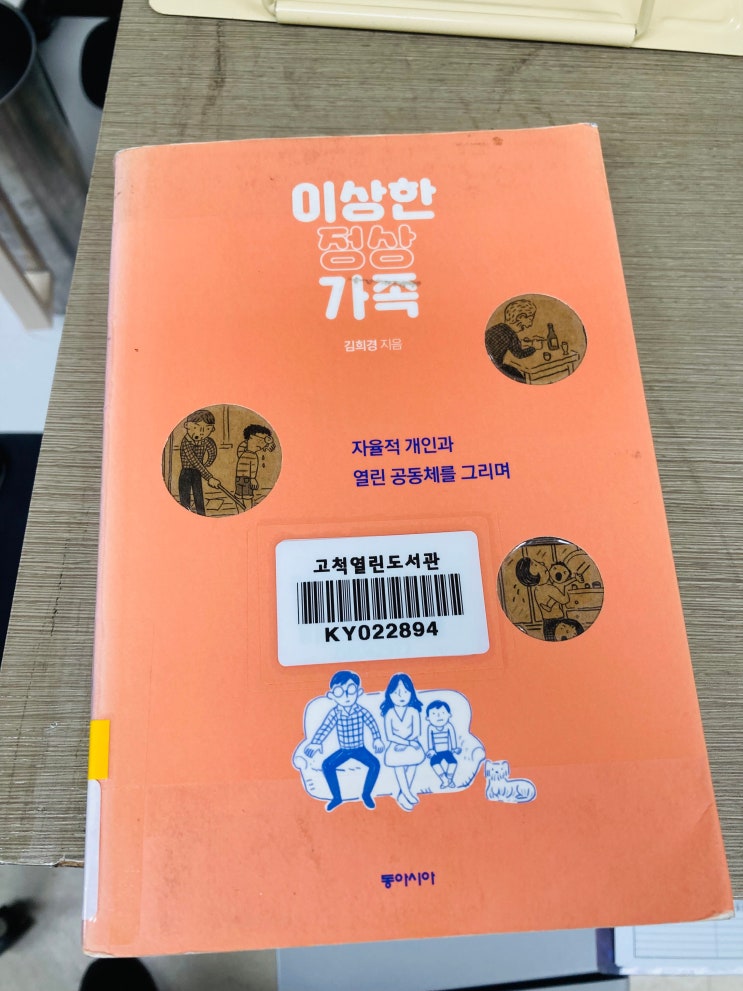 이상한
정상
가족
김희경 지음
자율적 개인과
열린 공동체를 그리며
고척열린도서관
KY022894
동아시아